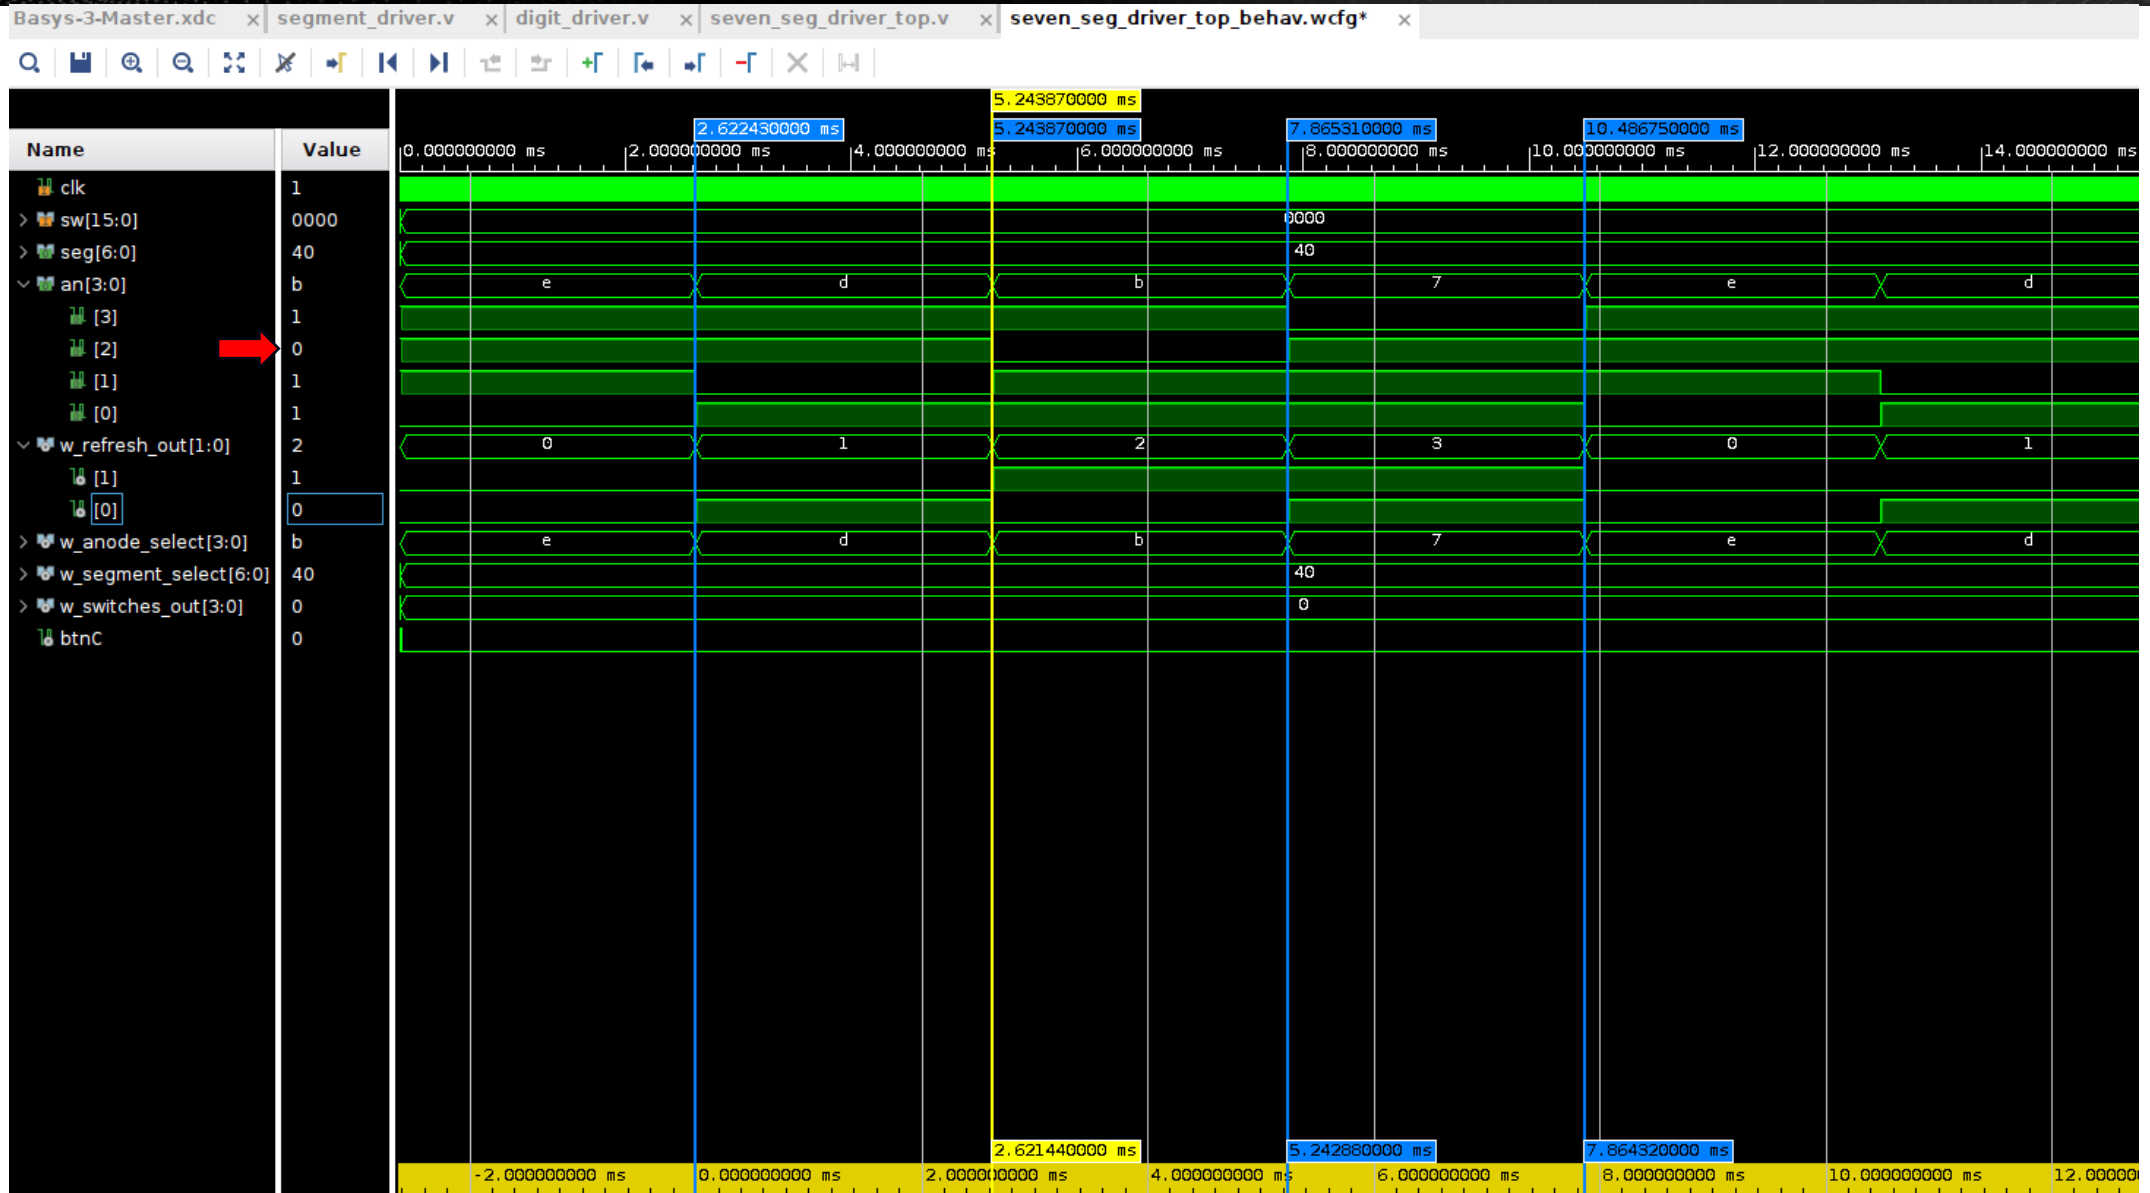 Basys-3-Master.xdc × segment_driver.v × digit_driver.v × seven_seg_driver_top.v × seven_seg_driver_top_behav.wcfg* ×
5.243870000 ms
2.622430000 ms 5.243870000 ms 7.865310000 ms 10.486750000 ms
Name Value 0.000000000 ms 2.000000000 ms 4.000000000 ms 6.000000000 ms 8.000000000 ms 10.000000000 ms 12.000000000 ms 14.000000000 ms
clk 1
sw[15:0] 0000 0000
seg[6:0] 40 40
an[3:0] b e d b 7 e d
[3] 1
[2] 0
[1] 1
[0] 1
w_refresh_out[1:0] 2 0 1 2 3 0 1
[1] 1
[0] 0
w_anode_select[3:0] b e d b 7 e d
w_segment_select[6:0] 40 40
w_switches_out[3:0] 0 0
btnC 0
2.621440000 ms 5.242880000 ms 7.864320000 ms
-2.000000000 ms 0.000000000 ms 2.000000000 ms 4.000000000 ms 6.000000000 ms 8.000000000 ms 10.000000000 ms 12.0000